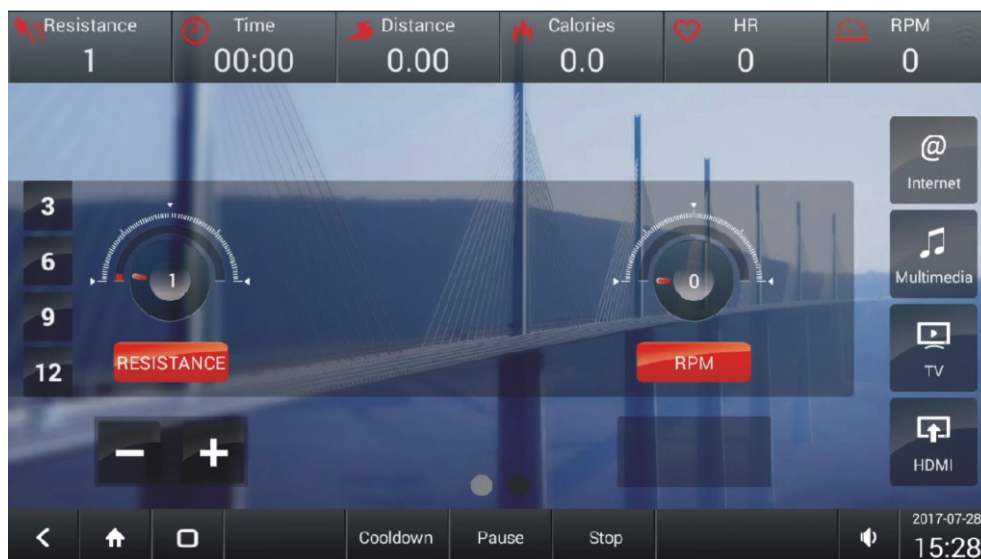 Resistance
1
Time
00:00
Distance
0.00
Calories
0.0
HR
0
RPM
0
3
6
9
12
1
RESISTANCE
0
RPM
@
Internet
Multimedia
TV
HDMI
Cooldown
Pause
Stop
2017-07-28
15:28